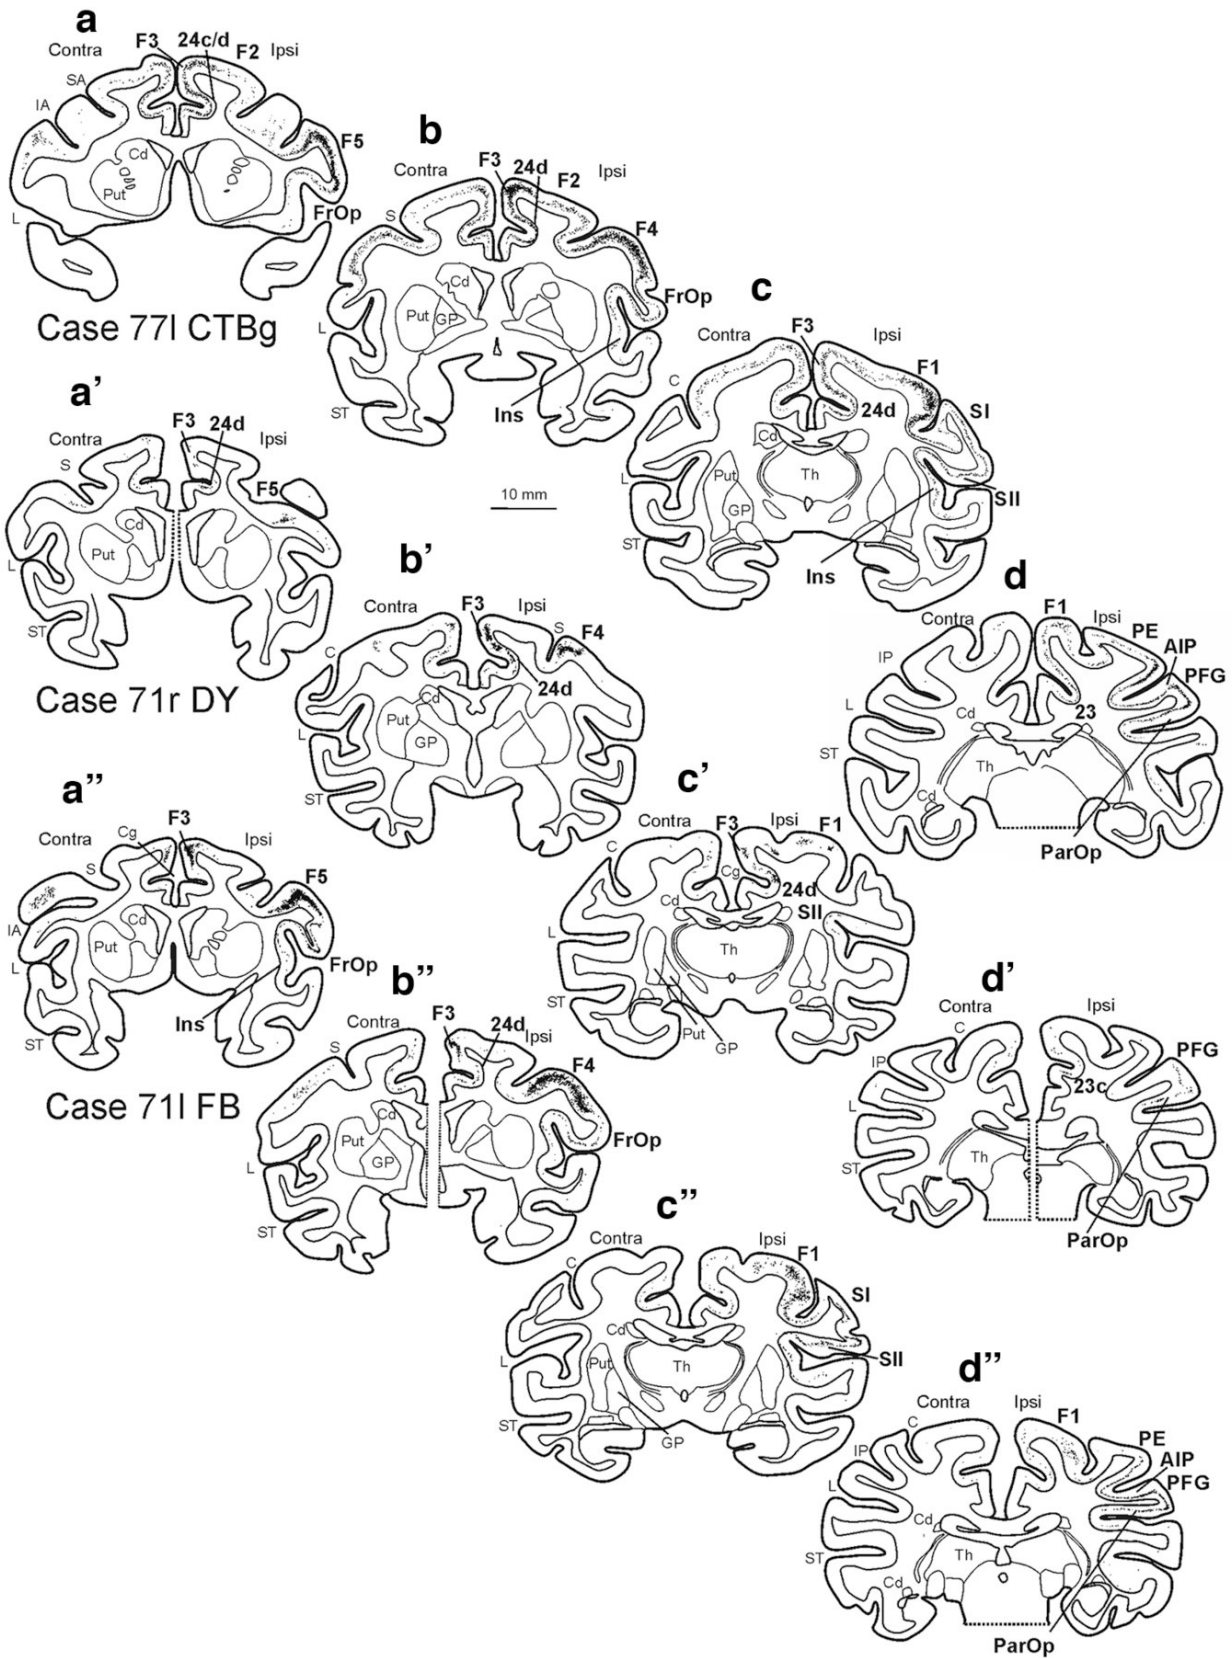 a
Contra F3 24c/d F2 Ipsi
SA
IA
F5
Cd
Put
L
FrOp
Case 77l CTBg
b
Contra F3 24d F2 Ipsi
S
F4
Cd
Put GP
FrOp
L
Ins
ST
c
Contra F3 Ipsi
F1
C
SI
24d
Cd
Put Th
L
SII
GP
ST
Ins
10 mm
d
Contra F1 Ipsi
PE
IP
AIP
PFG
L
Cd 23
ST
Th
Cd
ParOp
a’
Contra F3 24d Ipsi
S
F5
Cd
Put
L
ST
Case 71r DY
b’
Contra F3 Ipsi
S F4
C
24d
Cd
Put
L
GP
ST
c’
Contra F3 Ipsi F1
C
Cg
24d
Cd
SII
L
Th
ST
Put
GP
d’
Contra Ipsi
C
IP
PFG
23c
L
Th
ST
ParOp
a’’
Contra Cg F3 Ipsi
S
F5
IA
Cd
Put
L
FrOp
Ins
ST
Case 71l FB
b’’
Contra F3 24d Ipsi
S
F4
Cd
Put
FrOp
GP
L
ST
c’’
Contra Ipsi
F1
C
SI
Cd
Put Th
L
SII
ST
GP
d’’
Contra Ipsi
F1
C
PE
IP
AIP
PFG
L
Cd
ST
Th
Cd
ParOp